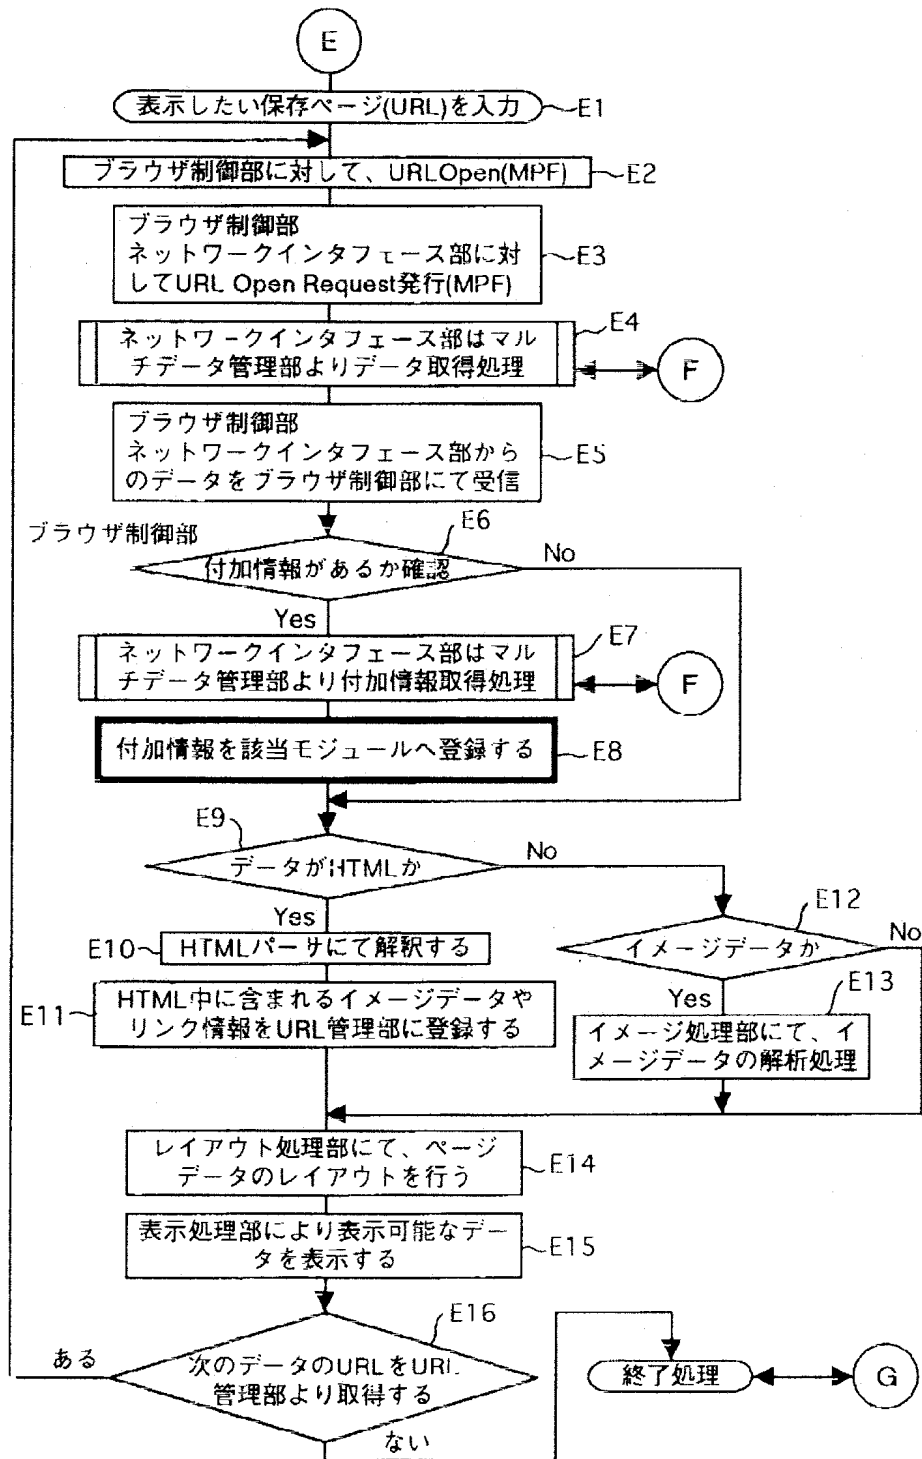 E
表示したい保存ページ(URL)を入力
E1
ブラウザ制御部に対して、URLOpen(MPF)
E2
ブラウザ制御部
ネットワークインタフェース部に対
してURL Open Request発行(MPF)
E3
E4
ネットワークインタフェース部はマル
チデータ管理部よりデータ取得処理
F
ブラウザ制御部
ネットワークインタフェース部から
のデータをブラウザ制御部にて受信
E5
ブラウザ制御部
E6
付加情報があるか確認
No
Yes
E7
ネットワークインタフェース部はマル
チデータ管理部より付加情報取得処理
F
付加情報を該当モジュールへ登録する
E8
E9
データがHTMLか
No
Yes
E12
イメージデータか
No
E10
HTMLパーサにて解釈する
Yes
E13
E11
HTML中に含まれるイメージデータや
リンク情報をURL管理部に登録する
イメージ処理部にて、イ
メージデータの解析処理
レイアウト処理部にて、ページ
データのレイアウトを行う
E14
表示処理部により表示可能なデー
タを表示する
E15
E16
ある
次のデータのURLをURL
管理部より取得する
終了処理
G
ない